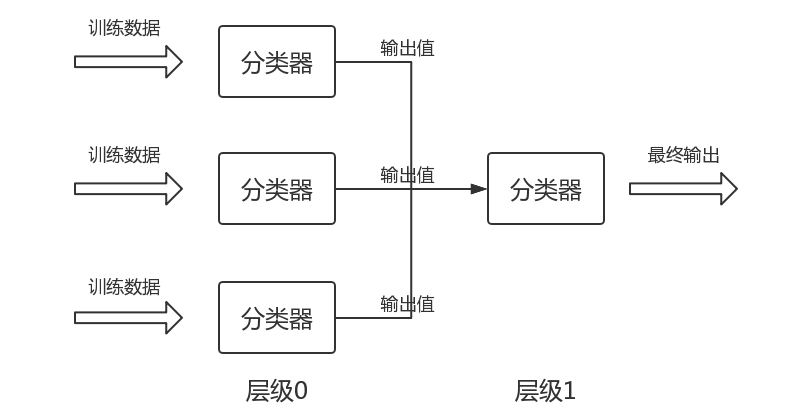 训练数据
分类器
输出值
训练数据
分类器
输出值
分类器
最终输出
训练数据
分类器
输出值
层级0
层级1